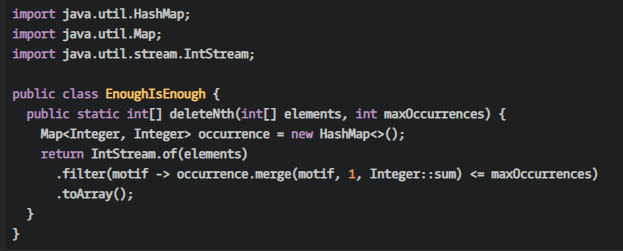 import java.util.HashMap;
import java.util.Map;
import java.util.stream.IntStream;

public class EnoughIsEnough {
  public static int[] deleteNth(int[] elements, int maxOccurrences) {
    Map<Integer, Integer> occurrence = new HashMap<>();
    return IntStream.of(elements)
      .filter(motif -> occurrence.merge(motif, 1, Integer::sum) <= maxOccurrences)
      .toArray();
  }
}